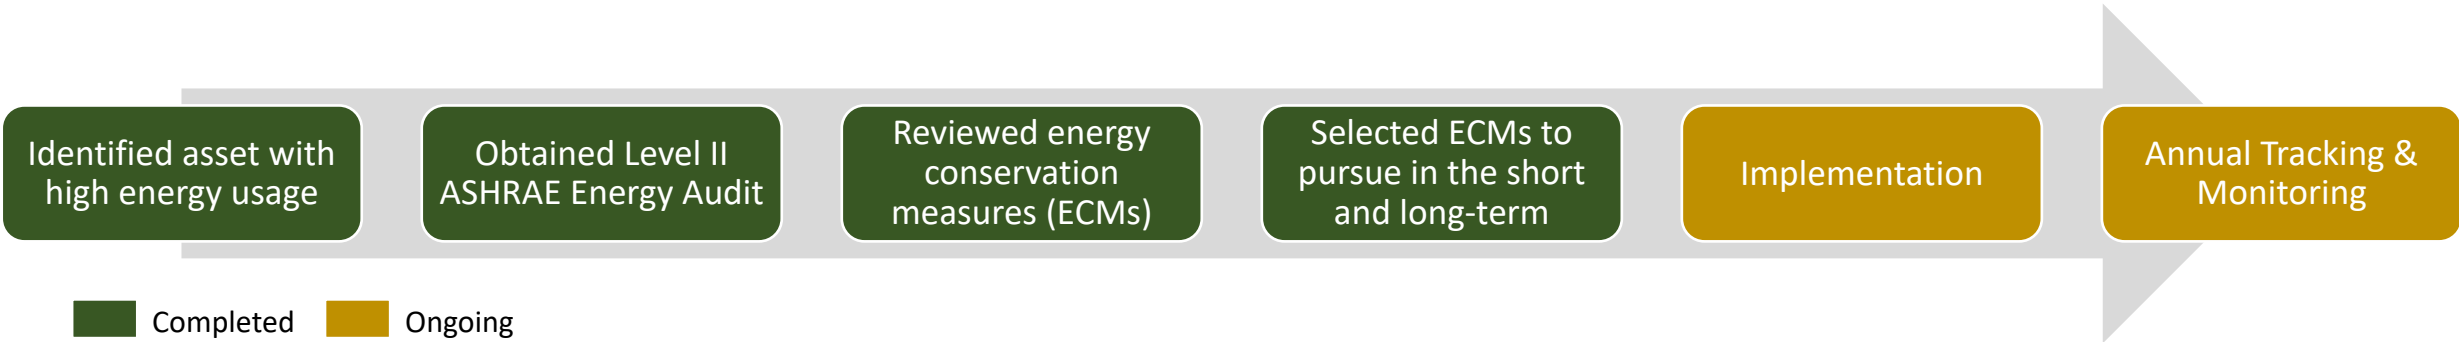 Identified asset with
high energy usage
Obtained Level II
ASHRAE Energy Audit
Reviewed energy
conservation
measures (ECMs)
Selected ECMs to
pursue in the short
and long-term
Implementation
Annual Tracking &
Monitoring
Completed
Ongoing